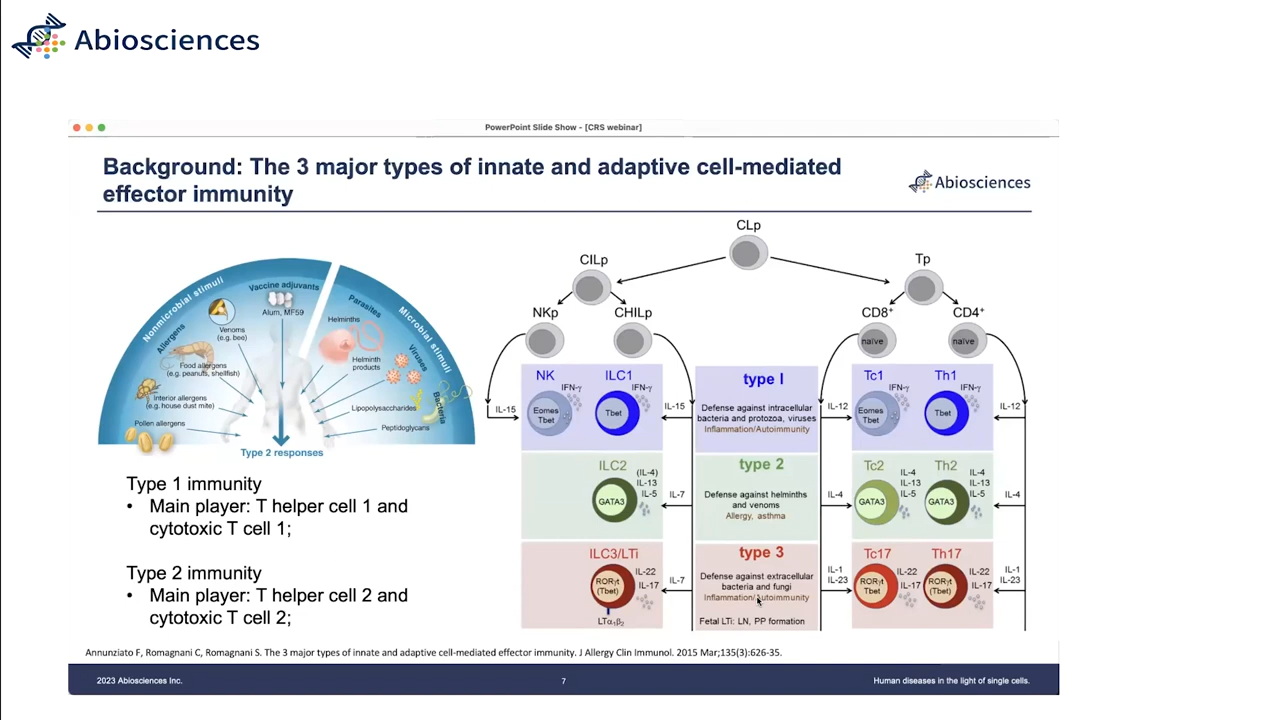 Abiosciences
PowerPoint Slide Show - [CRS webinar]
Background: The 3 major types of innate and adaptive cell-mediated
effector immunity
Abiosciences
Nonmicrobial stimuli
Microbial stimuli
Vaccine adjuvants
Alum, MF59
Allergens
Venoms
(e.g. bee)
Food allergens
(e.g. peanuts, shellfish)
Interior allergens
(e.g. house dust mite)
Pollen allergens
Parasites
Helminths
Helminth
products
Viruses
Bacteria
Lipopolysaccharides
Peptidoglycans
Type 2 responses
Type 1 immunity
• Main player: T helper cell 1 and
cytotoxic T cell 1;
Type 2 immunity
• Main player: T helper cell 2 and
cytotoxic T cell 2;
CLp
CILp
Tp
NKp
CHILp
CD8⁺
CD4⁺
naïve
naïve
NK
ILC1
type I
Tc1
Th1
IFN-γ
IFN-γ
IFN-γ
IFN-γ
IL-15
Eomes
Tbet
Tbet
IL-15
Defense against intracellular
bacteria and protozoa, viruses
Inflammation/Autoimmunity
IL-12
Eomes
Tbet
Tbet
IL-12
ILC2
type 2
Tc2
Th2
GATA3
(IL-4)
IL-13
IL-5
IL-7
Defense against helminths
and venoms
Allergy, asthma
IL-4
GATA3
IL-4
IL-13
IL-5
GATA3
IL-4
IL-13
IL-5
IL-4
ILC3/LTi
type 3
Tc17
Th17
RORγt
(Tbet)
IL-22
IL-17
LTα₁β₂
IL-7
Defense against extracellular
bacteria and fungi
Inflammation/Autoimmunity
Fetal LTi: LN, PP formation
IL-1
IL-23
RORγt
Tbet
IL-22
IL-17
RORγt
(Tbet)
IL-22
IL-17
IL-1
IL-23
Annunziato F, Romagnani C, Romagnani S. The 3 major types of innate and adaptive cell-mediated effector immunity. J Allergy Clin Immunol. 2015 Mar;135(3):626-35.
2023 Abiosciences Inc.
7
Human diseases in the light of single cells.